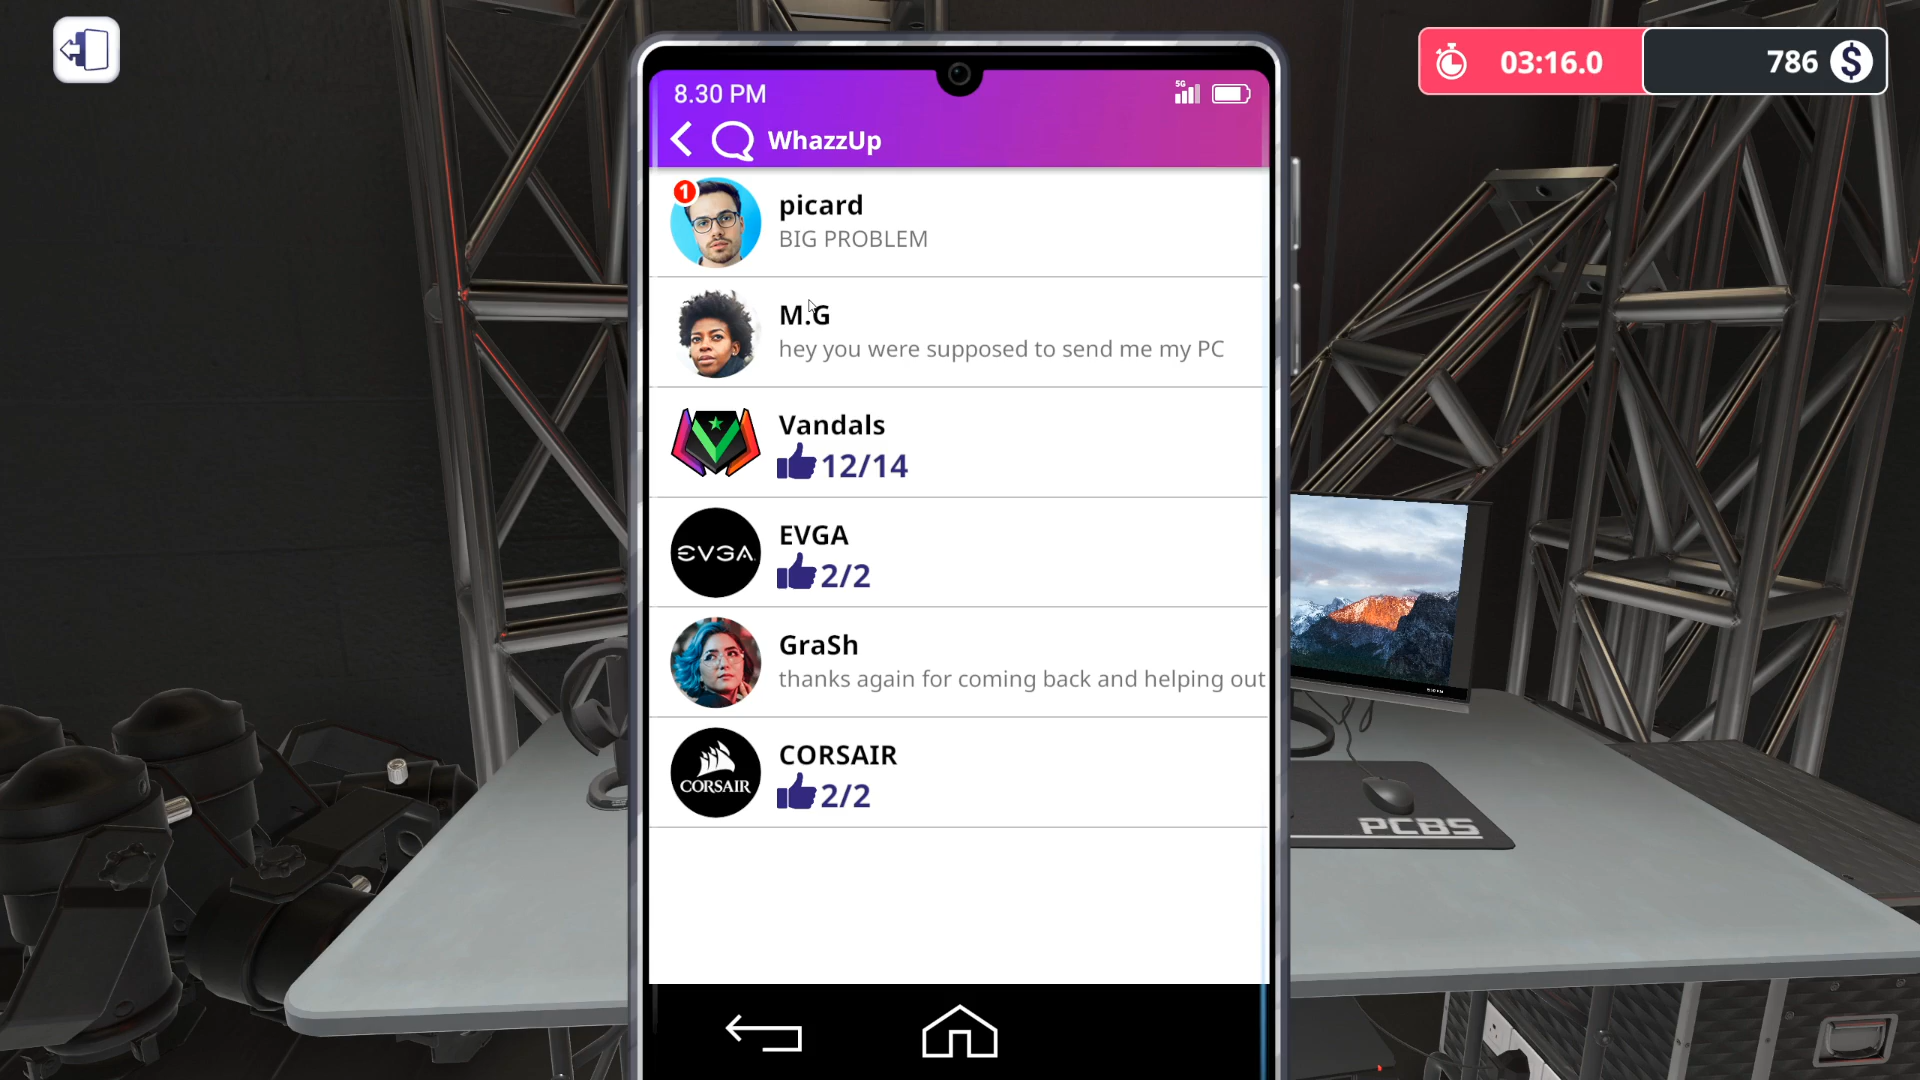 03:16.0
786
8.30 PM
5G
WhazzUp
1
picard
BIG PROBLEM
M.G
hey you were supposed to send me my PC
Vandals
12/14
EVGA
EVGA
2/2
GraSh
thanks again for coming back and helping out
CORSAIR
CORSAIR
2/2
PCBS